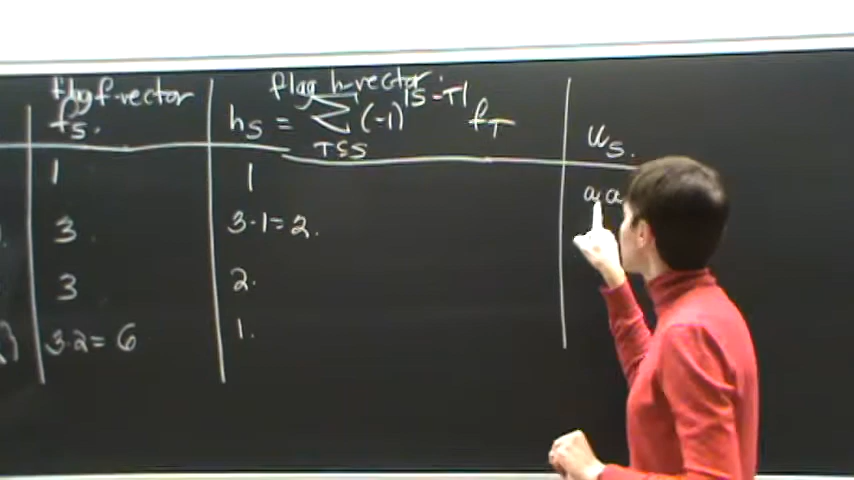 flag f-vector flag h-vector
f_S. h_S = Σ_{T⊆S} (-1)^{|S-T|} f_T u_S.
1 1 a a
3 3-1=2.
3 2.
3·2= 6 1.